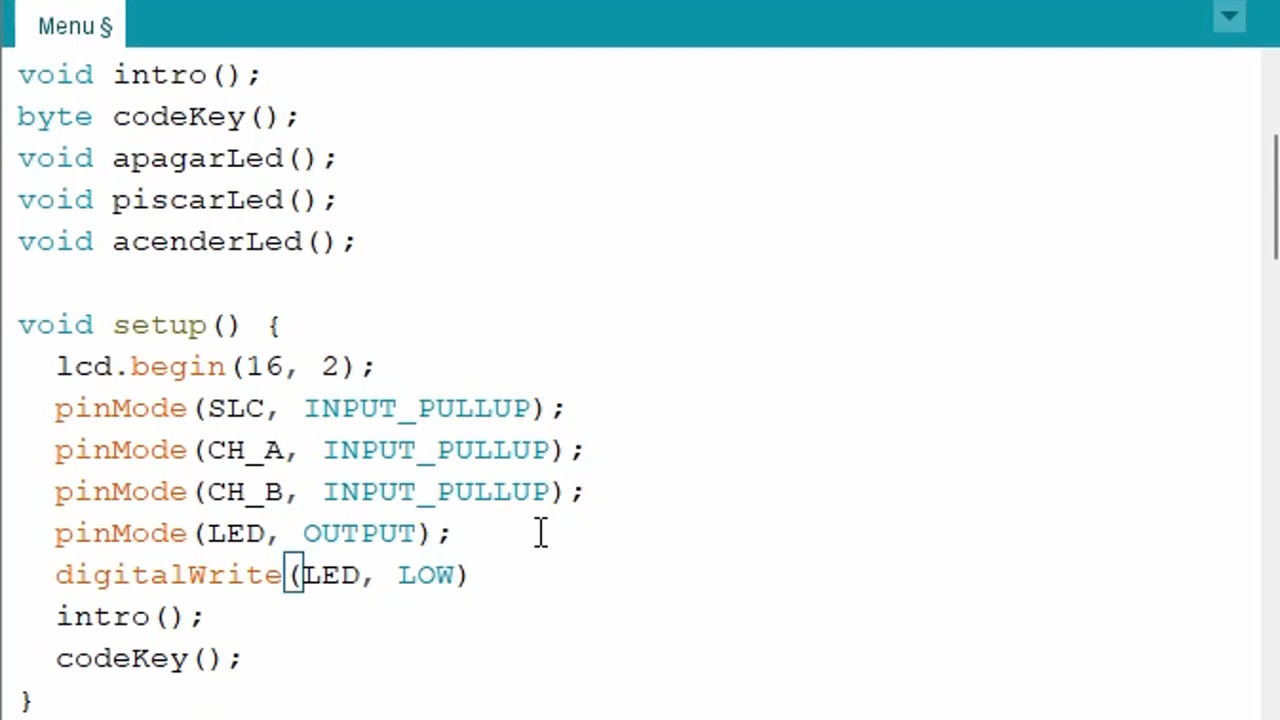 Menu §
void intro();
byte codeKey();
void apagarLed();
void piscarLed();
void acenderLed();
void setup() {
  lcd.begin(16, 2);
  pinMode(SLC, INPUT_PULLUP);
  pinMode(CH_A, INPUT_PULLUP);
  pinMode(CH_B, INPUT_PULLUP);
  pinMode(LED, OUTPUT);
  digitalWrite(LED, LOW)
  intro();
  codeKey();
}